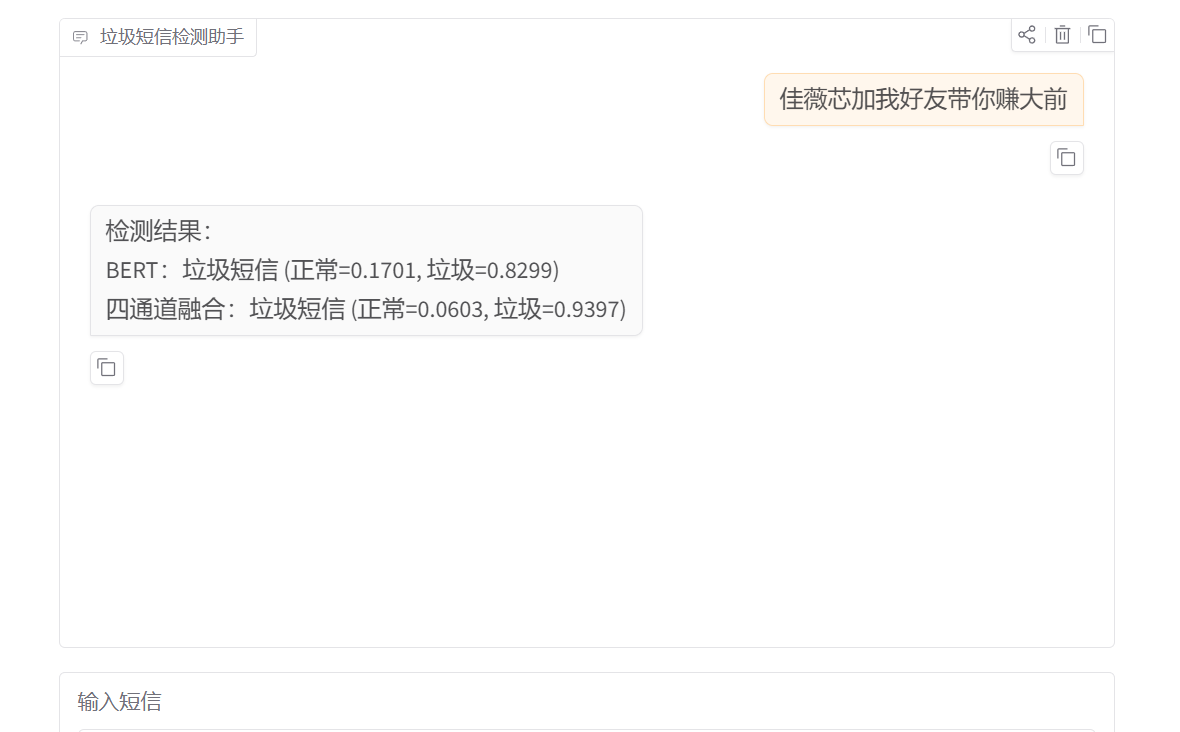 垃圾短信检测助手
佳薇芯加我好友带你赚大前
检测结果：
BERT：垃圾短信 (正常=0.1701, 垃圾=0.8299)
四通道融合：垃圾短信 (正常=0.0603, 垃圾=0.9397)
输入短信